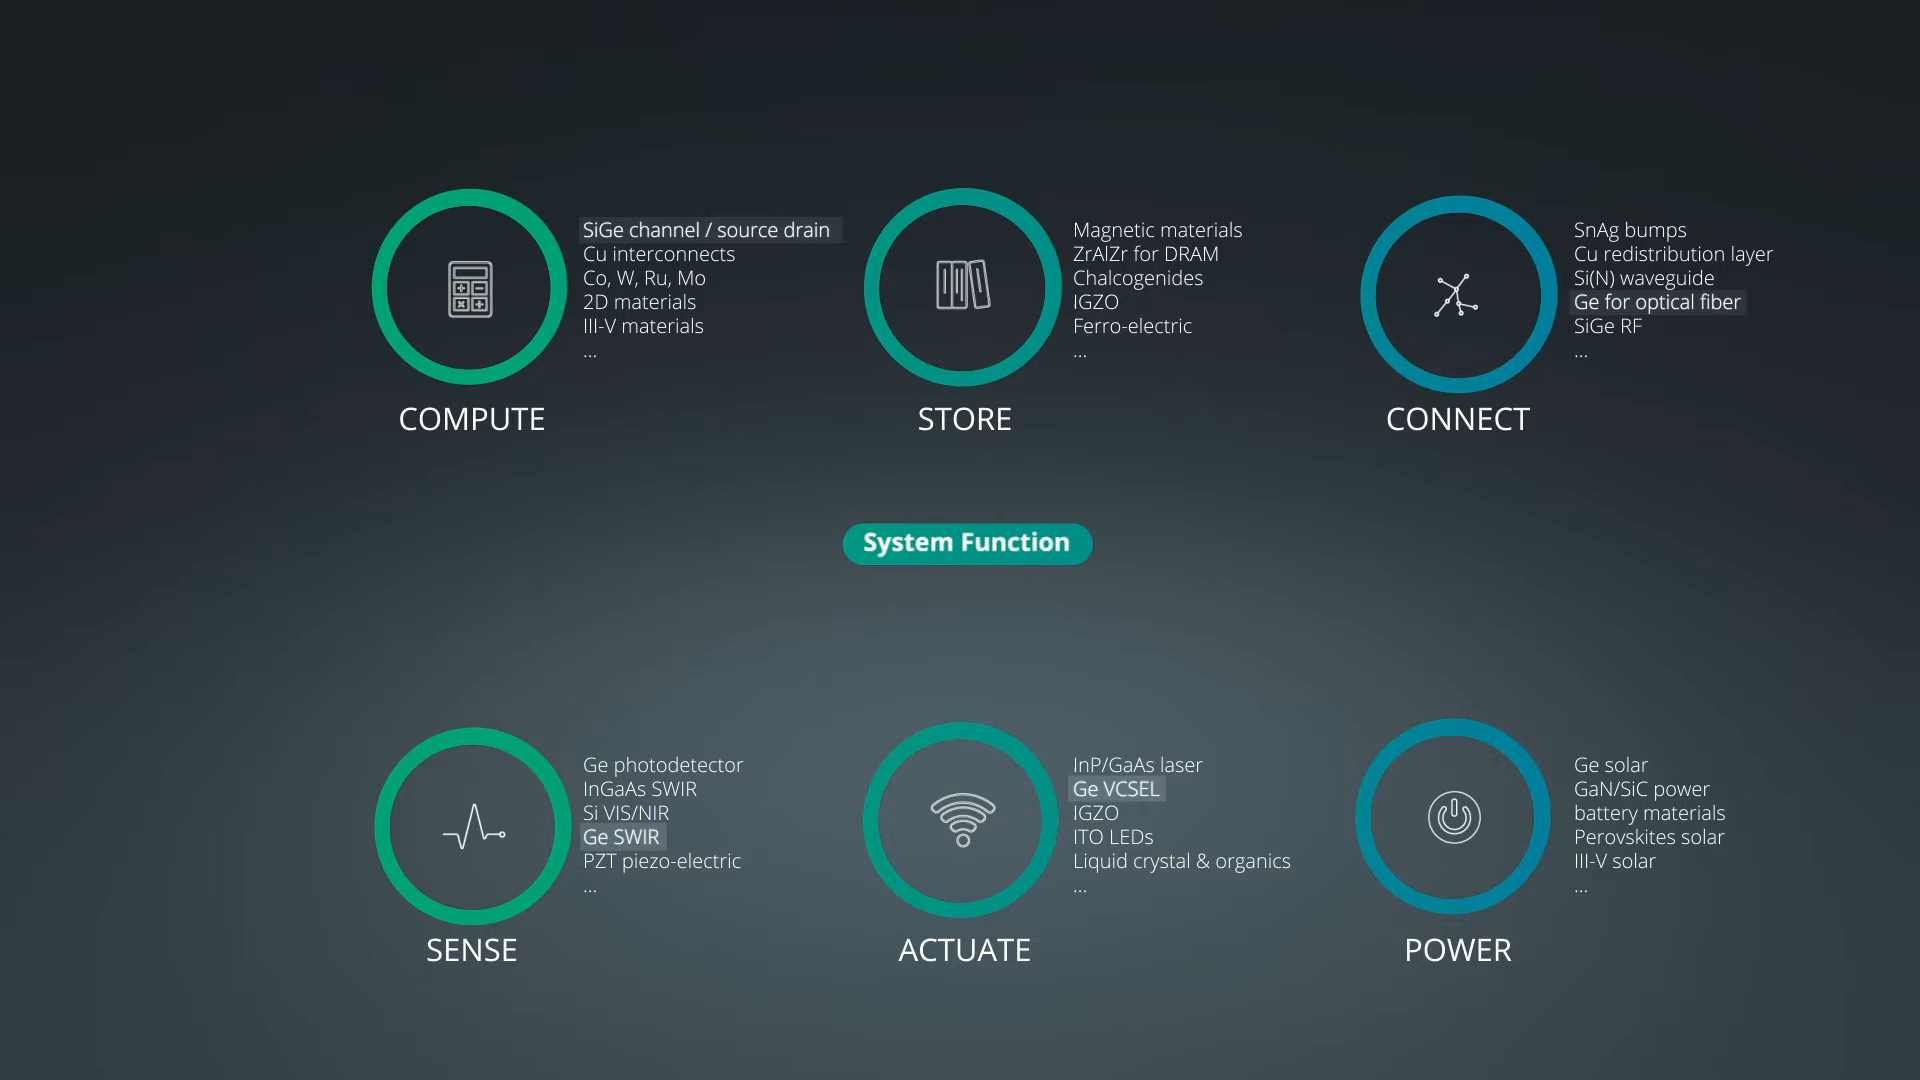 SiGe channel / source drain
Cu interconnects
Co, W, Ru, Mo
2D materials
III-V materials
...
COMPUTE
Magnetic materials
ZrAlZr for DRAM
Chalcogenides
IGZO
Ferro-electric
...
STORE
SnAg bumps
Cu redistribution layer
Si(N) waveguide
Ge for optical fiber
SiGe RF
...
CONNECT
System Function
Ge photodetector
InGaAs SWIR
Si VIS/NIR
Ge SWIR
PZT piezo-electric
...
SENSE
InP/GaAs laser
Ge VCSEL
IGZO
ITO LEDs
Liquid crystal & organics
...
ACTUATE
Ge solar
GaN/SiC power
battery materials
Perovskites solar
III-V solar
...
POWER